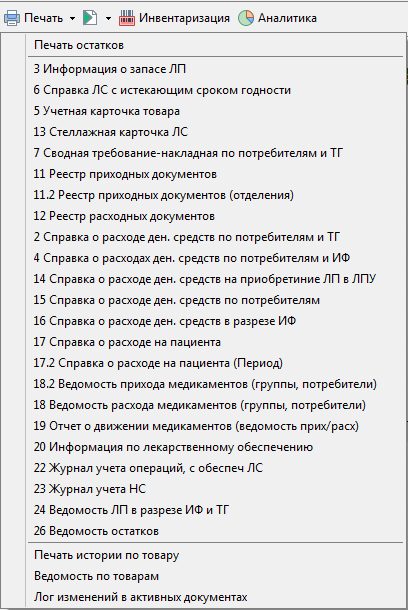 Печать Инвентаризация Аналитика
Печать остатков
3 Информация о запасе ЛП
6 Справка ЛС с истекающим сроком годности
5 Учетная карточка товара
13 Стеллажная карточка ЛС
7 Сводная требование-накладная по потребителям и ТГ
11 Реестр приходных документов
11.2 Реестр приходных документов (отделения)
12 Реестр расходных документов
2 Справка о расходе ден. средств по потребителям и ТГ
4 Справка о расходах ден. средств по потребителям и ИФ
14 Справка о расходе ден. средств на приобретиние ЛП в ЛПУ
15 Справка о расходе ден. средств по потребителям
16 Справка о расходе ден. средств в разрезе ИФ
17 Справка о расходе на пациента
17.2 Справка о расходе на пациента (Период)
18.2 Ведомость прихода медикаментов (группы, потребители)
18 Ведомость расхода медикаментов (группы, потребители)
19 Отчет о движении медикаментов (ведомость прих/расх)
20 Информация по лекарственному обеспечению
22 Журнал учета операций, с обеспеч ЛС
23 Журнал учета НС
24 Ведомость ЛП в разрезе ИФ и ТГ
26 Ведомость остатков
Печать истории по товару
Ведомость по товарам
Лог изменений в активных документах